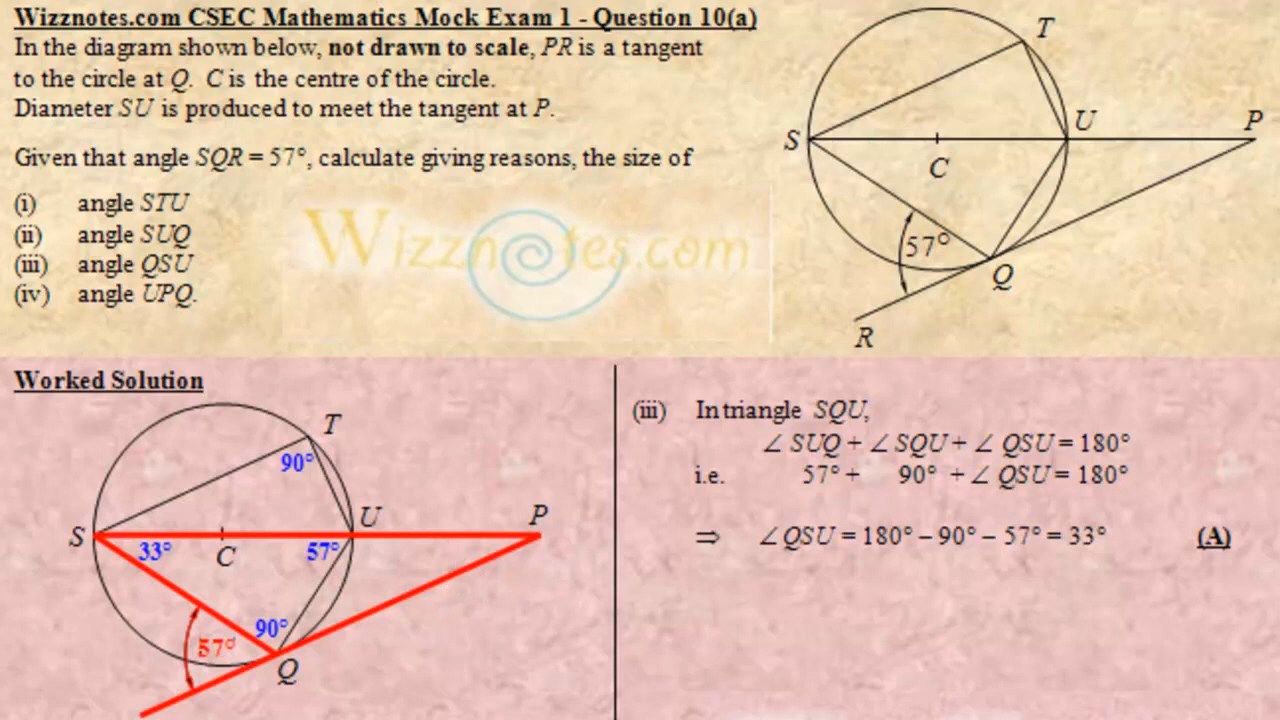 Wizznotes.com CSEC Mathematics Mock Exam 1 - Question 10(a)
In the diagram shown below, not drawn to scale, PR is a tangent
to the circle at Q. C is the centre of the circle.
Diameter SU is produced to meet the tangent at P.
Given that angle SQR = 57°, calculate giving reasons, the size of
(i) angle STU
(ii) angle SUQ
(iii) angle QSU
(iv) angle UPQ.
Wizznotes.com
T
S
U
P
C
57°
Q
R
Worked Solution
T
90°
S
U
P
33°
C
57°
90°
57°
Q
(iii) In triangle SQU,
∠ SUQ + ∠ SQU + ∠ QSU = 180°
i.e. 57° + 90° + ∠ QSU = 180°
⇒ ∠ QSU = 180° – 90° – 57° = 33° (A)